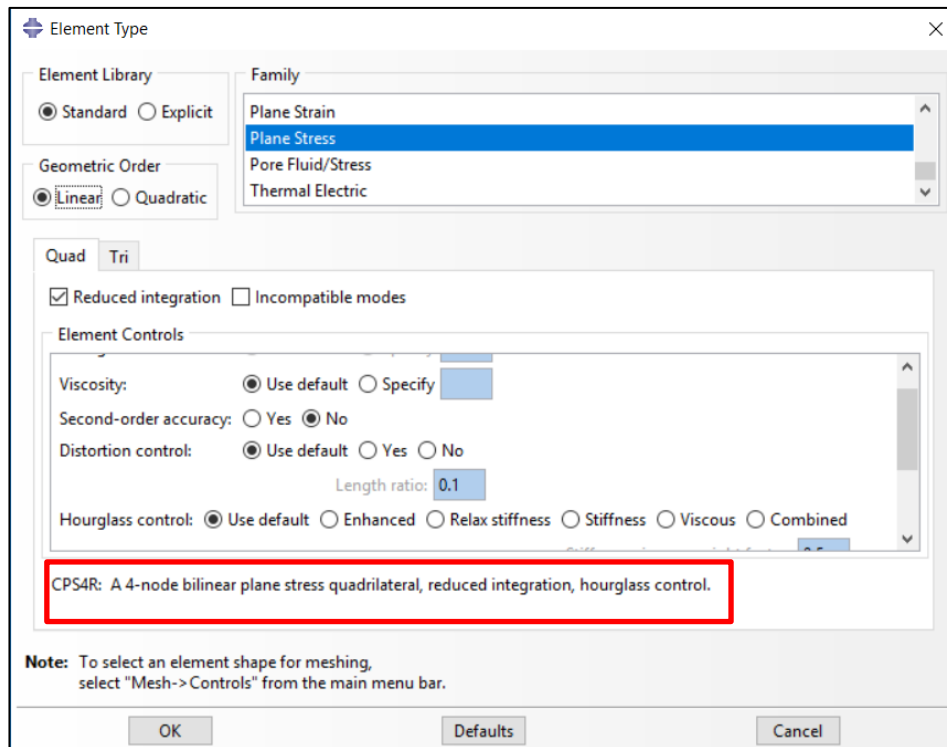 Element Type
Element Library
Standard Explicit
Family
Plane Strain
Plane Stress
Pore Fluid/Stress
Thermal Electric
Geometric Order
Linear Quadratic
Quad Tri
Reduced integration Incompatible modes
Element Controls
Viscosity: Use default Specify
Second-order accuracy: Yes No
Distortion control: Use default Yes No
Length ratio: 0.1
Hourglass control: Use default Enhanced Relax stiffness Stiffness Viscous Combined
CPS4R: A 4-node bilinear plane stress quadrilateral, reduced integration, hourglass control.
Note: To select an element shape for meshing,
select "Mesh->Controls" from the main menu bar.
OK Defaults Cancel